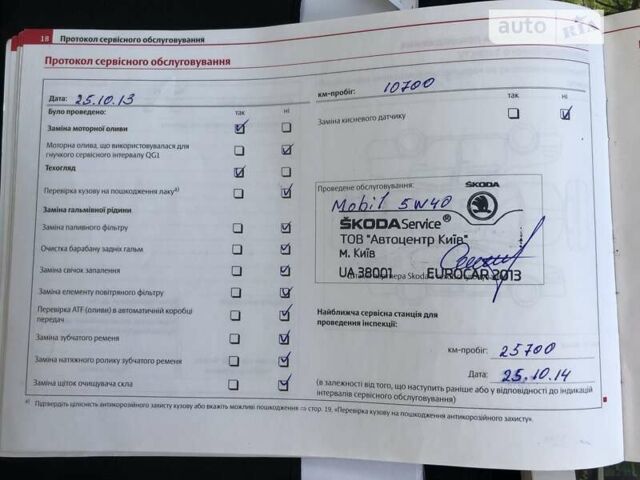 auto RIA
18 Протокол сервісного обслуговування
Протокол сервісного обслуговування
Дата: 25.10.13
Було проведено: так ні
Заміна моторної оливи
Моторна олива, що використовувалася для
гнучкого сервісного інтервалу QG1
Техогляд
Перевірка кузову на пошкодження лаку а)
Заміна гальмівної рідини
Заміна паливного фільтру
Очистка барабану задніх гальм
Заміна свічок запалення
Заміна елементу повітряного фільтру
Перевірка ATF (оливи) в автоматичній коробці
передач
Заміна зубчатого ременя
Заміна натяжного ролику зубчатого ременя
Заміна щіток очищувача скла
км-пробіг: 10700
так ні
Заміна кисневого датчику
Проведене обслуговування:
Mobil 5W40
ŠKODA
ŠKODA Service®
ТОВ "Автоцентр Київ"
м. Київ
UA 38001 EUROCAR 2013
Найближча сервісна станція для
проведення інспекції:
км-пробіг: 25700
Дата: 25.10.14
(в залежності від того, що наступить раніше або у відповідності до індикацій
інтервалів сервісного обслуговування)
а) Підтвердіть цілісність антикорозійного захисту кузову або вкажіть можливі пошкодження ⇒ стор. 19, «Перевірка кузову на пошкодження антикорозійного захисту».